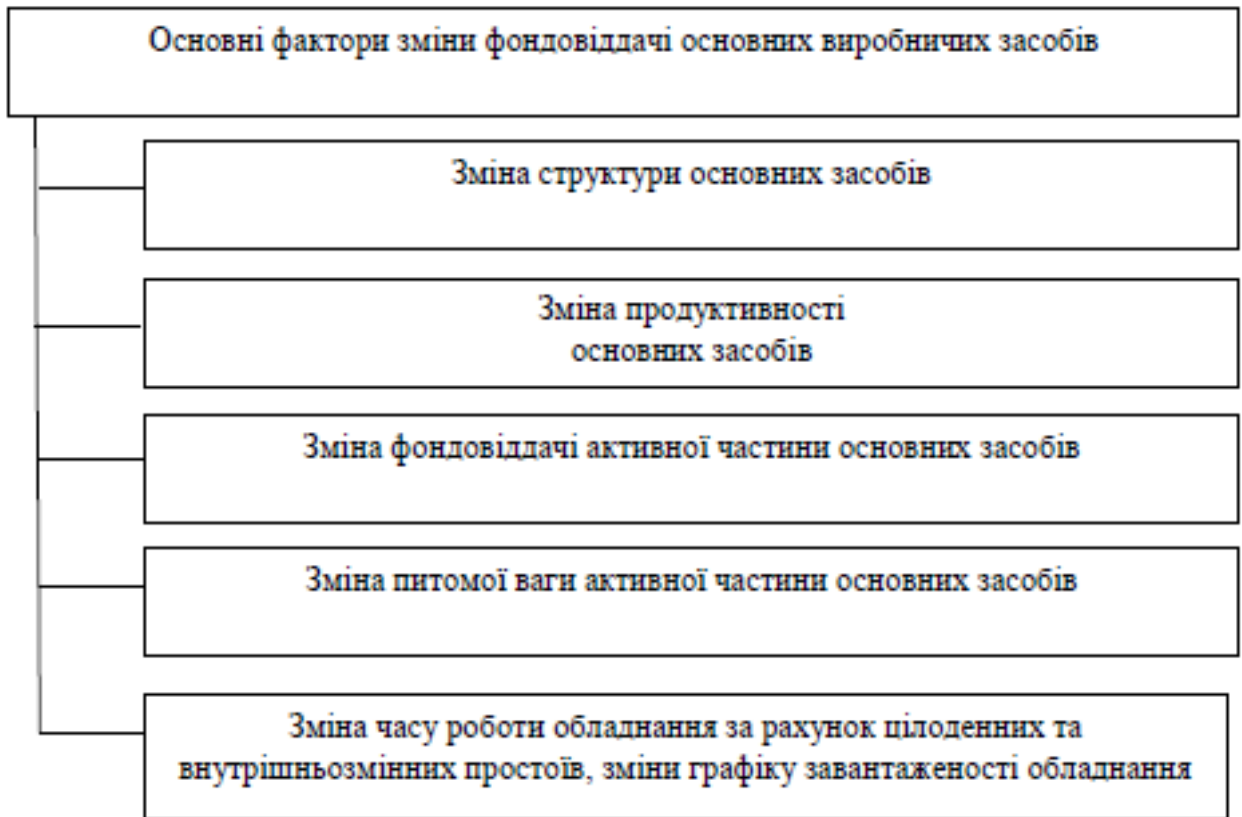 Основні фактори зміни фондовіддачі основних виробничих засобів
Зміна структури основних засобів
Зміна продуктивності
основних засобів
Зміна фондовіддачі активної частини основних засобів
Зміна питомої ваги активної частини основних засобів
Зміна часу роботи обладнання за рахунок цілоденних та
внутрішньозмінних простоїв, зміни графіку завантаженості обладнання